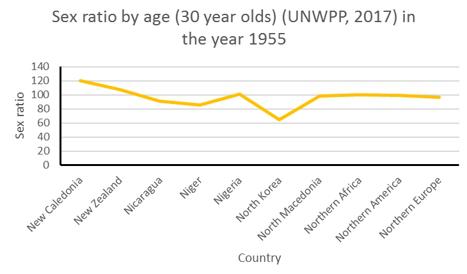 Sex ratio by age (30 year olds) (UNWPP, 2017) in
the year 1955
140
120
100
80
60
40
20
0
Sex ratio
New Caledonia
New Zealand
Nicaragua
Niger
Nigeria
North Korea
North Macedonia
Northern Africa
Northern America
Northern Europe
Country